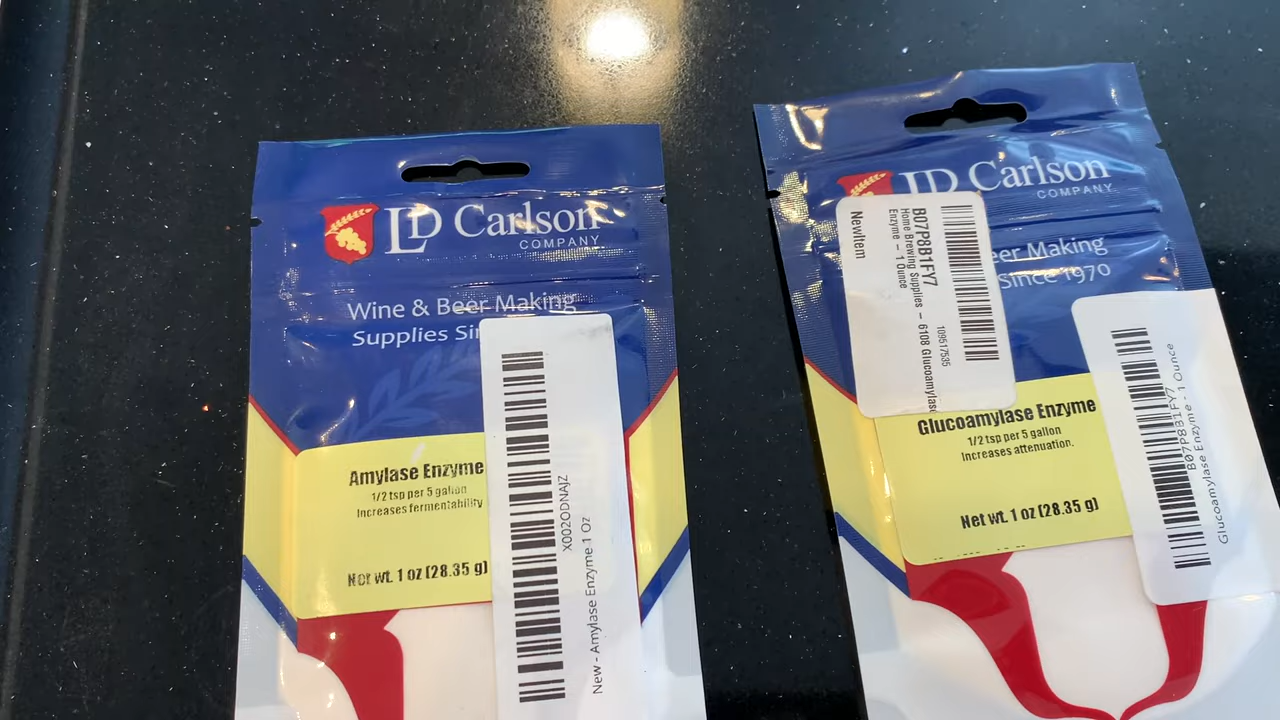 LD Carlson
COMPANY
Wine & Beer Making
Supplies Sin
Amylase Enzyme
1/2 tsp per 5 gallon
Increases fermentability
Net wt. 1 oz (28.35 g)
X002ODNAJZ
New - Amylase Enzyme 1 Oz
LD Carlson
COMPANY
eer Making
Since 1970
B07P8B1FY7
Home Brewing Supplies – 6108 Glucoamylase
Enzyme – 1 Ounce
NewItem
109517535
Glucoamylase Enzyme
1/2 tsp per 5 gallon
Increases attenuation.
Net wt. 1 oz (28.35 g)
B07P8B1FY7
Glucoamylase Enzyme - 1 Ounce